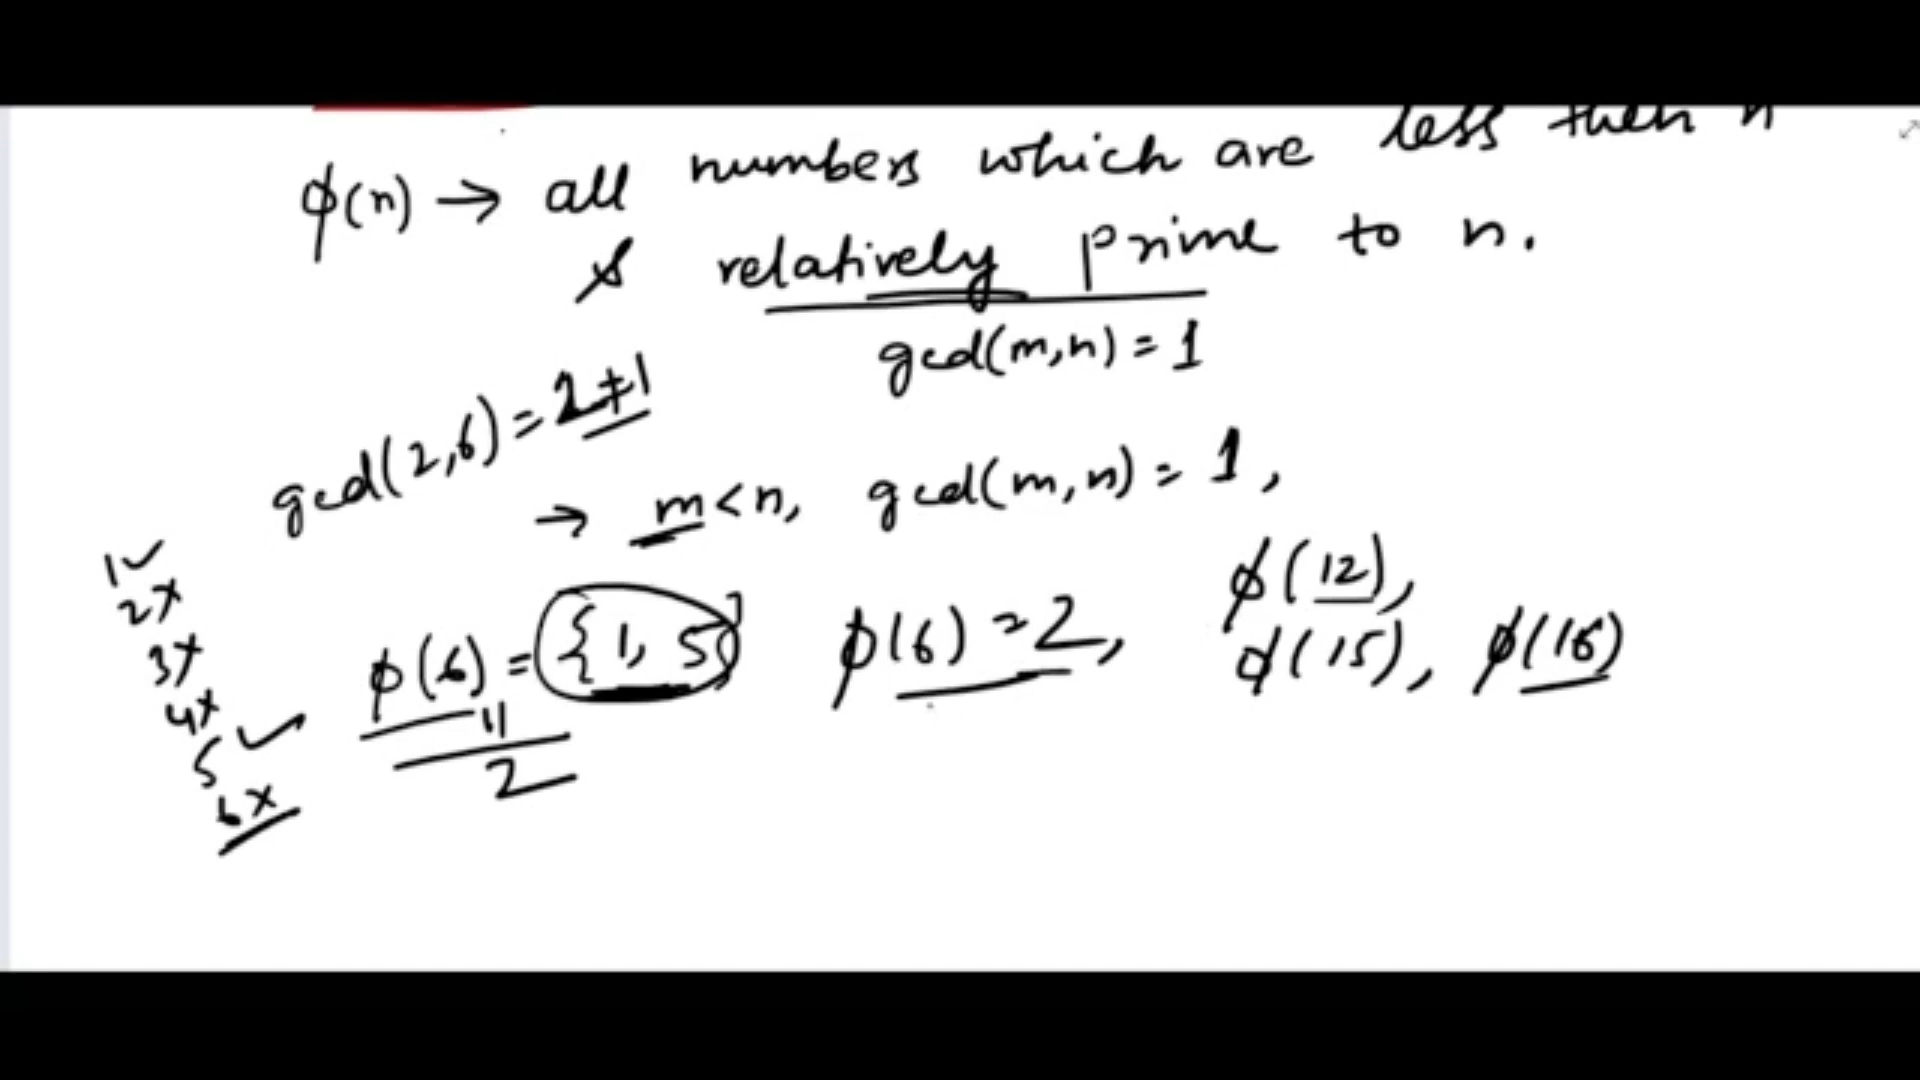 ϕ(n) → all numbers which are less then n
& relatively prime to n.
gcd(m,n) = 1
gcd(2,6) = 2 ≠ 1
→ m < n, gcd(m,n) = 1,
1 ✓
2 x
3 x
4 x
5 ✓
6 x
ϕ(6) = {1, 5} ϕ(6) = 2, ϕ(12),
ϕ(15), ϕ(16)
11
2